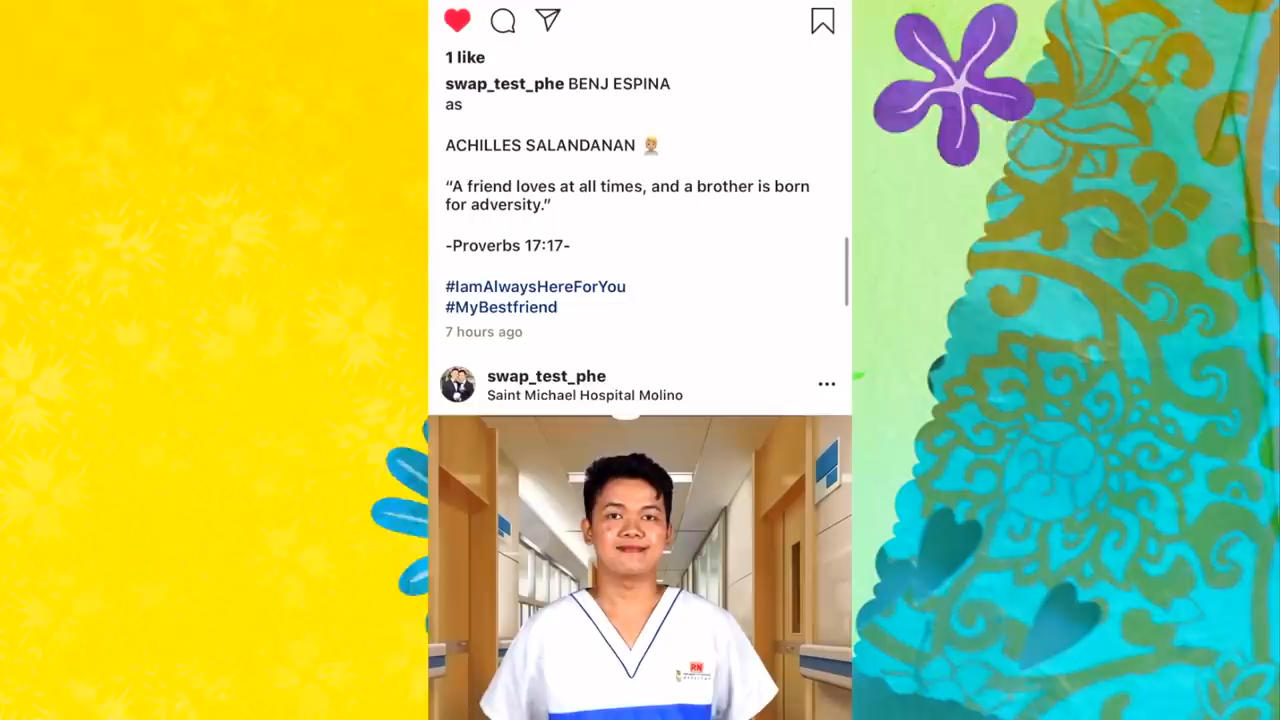 1 like
swap_test_phe BENJ ESPINA
as
ACHILLES SALANDANAN
“A friend loves at all times, and a brother is born
for adversity.”
-Proverbs 17:17-
#IamAlwaysHereForYou
#MyBestfriend
7 hours ago
swap_test_phe
Saint Michael Hospital Molino
RN